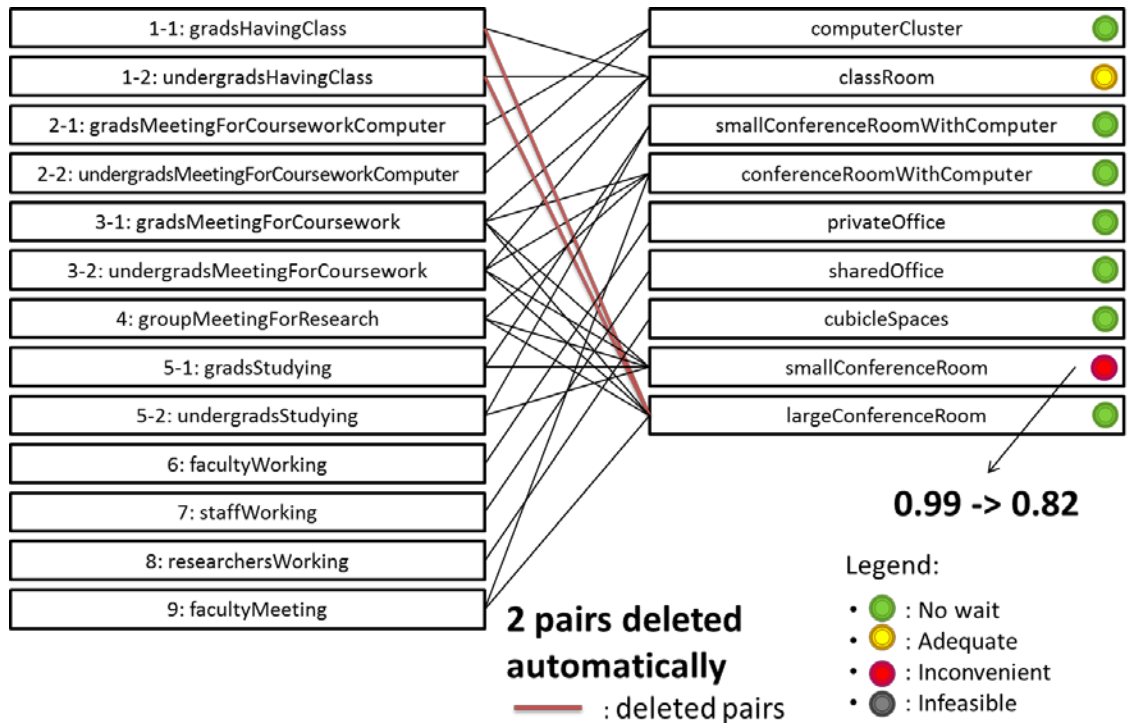 1-1: gradsHavingClass
1-2: undergradsHavingClass
2-1: gradsMeetingForCourseworkComputer
2-2: undergradsMeetingForCourseworkComputer
3-1: gradsMeetingForCoursework
3-2: undergradsMeetingForCoursework
4: groupMeetingForResearch
5-1: gradsStudying
5-2: undergradsStudying
6: facultyWorking
7: staffWorking
8: researchersWorking
9: facultyMeeting
computerCluster
classRoom
smallConferenceRoomWithComputer
conferenceRoomWithComputer
privateOffice
sharedOffice
cubicleSpaces
smallConferenceRoom
largeConferenceRoom
0.99 -> 0.82
2 pairs deleted
automatically
: deleted pairs
Legend:
• : No wait
• : Adequate
• : Inconvenient
• : Infeasible